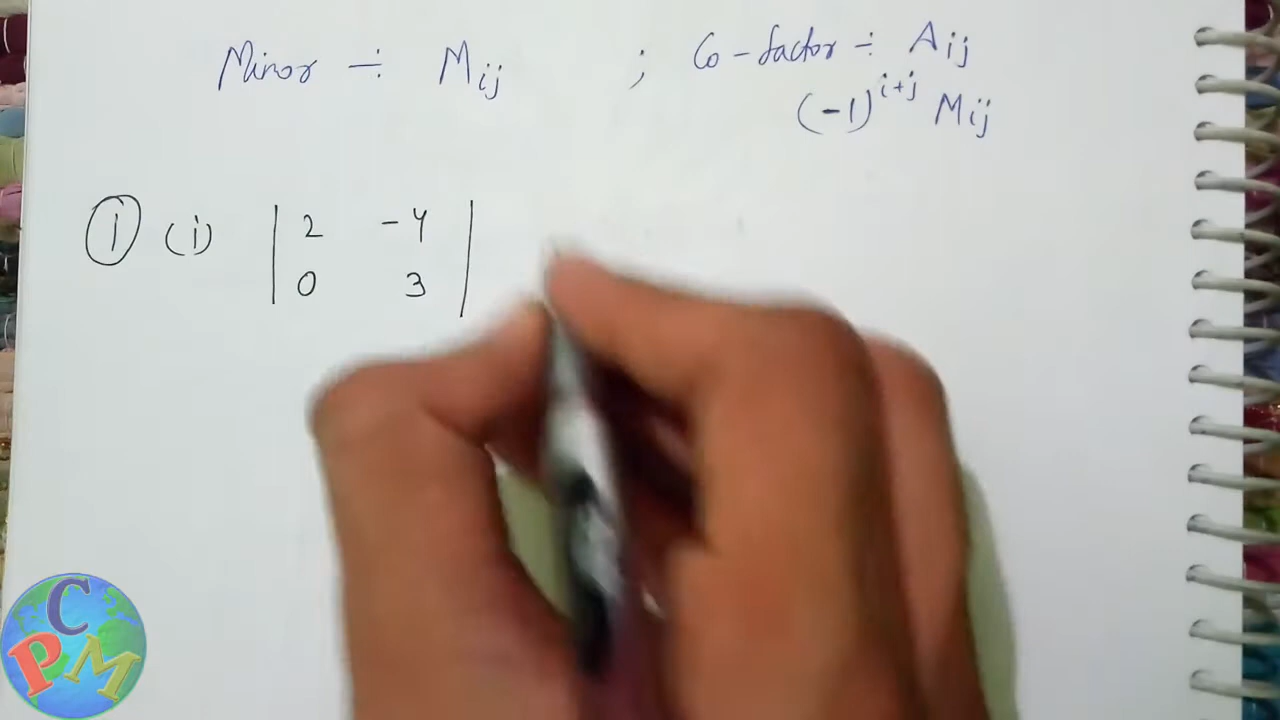 Minor ÷ Mij ; Co-factor ÷ Aij
(-1)^{i+j} Mij
① (i) | 2 -4 |
| 0 3 |
CPM